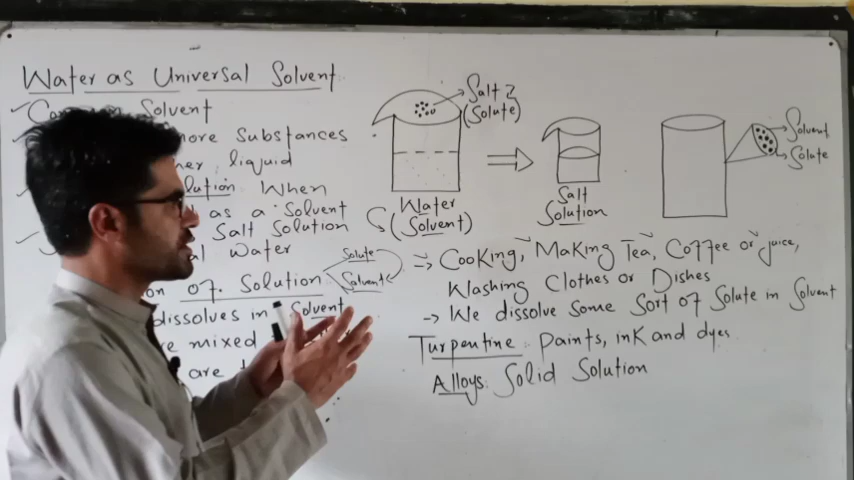 Water as Universal Solvent
Solvent
more Substances
liquid
Solution When
as a Solvent
Salt Solution
Water
of Solution
dissolves in Solvent
mixed
are
Solute
Solvent
Salt
(Solute)
Water
(Solvent)
Salt
Solution
Solvent
Solute
⇒ Cooking, Making Tea, Coffee or juice,
Washing Clothes or Dishes
→ We dissolve Some Sort of Solute in Solvent
Turpentine: Paints, ink and dyes
Alloys: Solid Solution